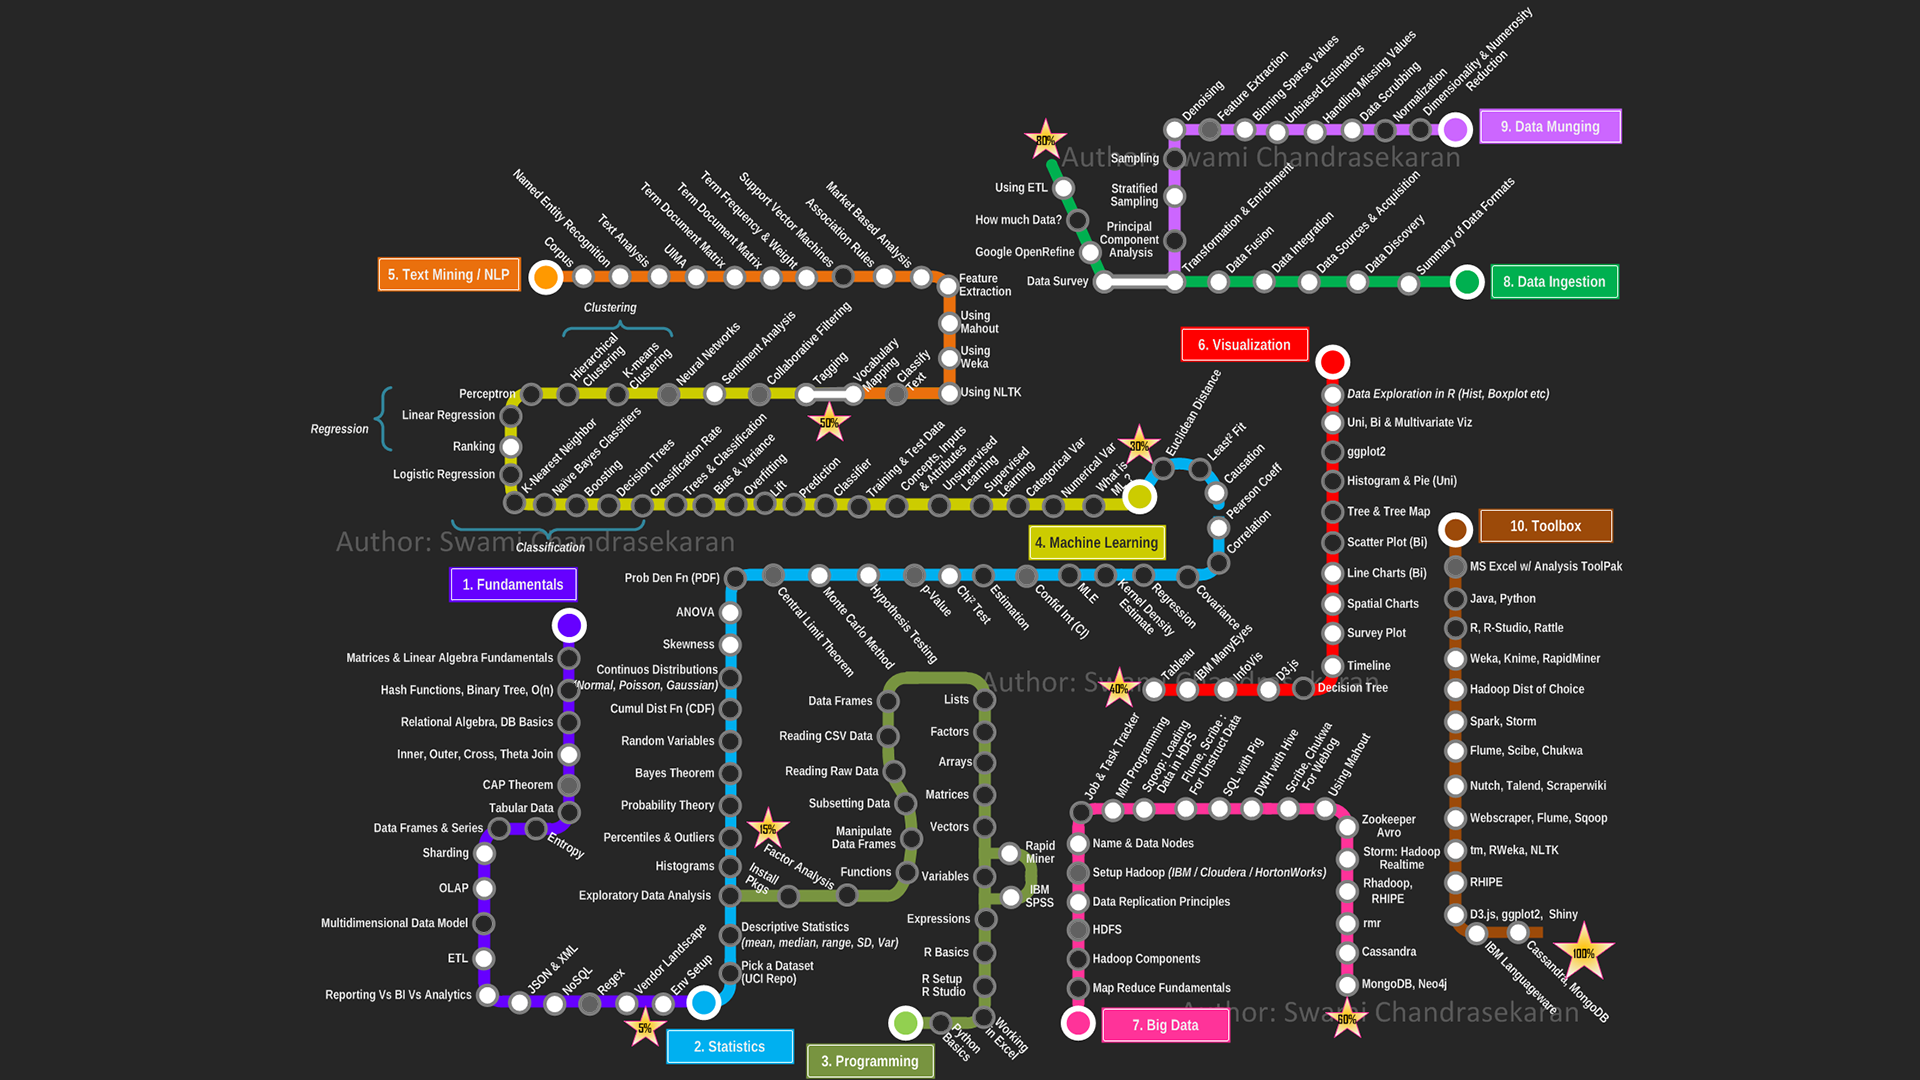 1. Fundamentals
Matrices & Linear Algebra Fundamentals
Hash Functions, Binary Tree, O(n)
Relational Algebra, DB Basics
Inner, Outer, Cross, Theta Join
CAP Theorem
Tabular Data
Entropy
Data Frames & Series
Sharding
OLAP
Multidimensional Data Model
ETL
Reporting Vs BI Vs Analytics
JSON & XML
NoSQL
Regex
Vendor Landscape
Env Setup
5%
2. Statistics
Pick a Dataset
(UCI Repo)
Descriptive Statistics
(mean, median, range, SD, Var)
Exploratory Data Analysis
Histograms
Percentiles & Outliers
Probability Theory
Bayes Theorem
Random Variables
Cumul Dist Fn (CDF)
Continuos Distributions
(Normal, Poisson, Gaussian)
Skewness
ANOVA
Prob Den Fn (PDF)
Central Limit Theorem
Monte Carlo Method
Hypothesis Testing
p-Value
Chi² Test
Estimation
Confid Int (CI)
MLE
Kernel Density
Estimate
Regression
Covariance
Correlation
Pearson Coeff
Causation
Least² Fit
Euclidean Distance
30%
3. Programming
Python
Basics
Working
in Excel
R Setup
R Studio
R Basics
Expressions
IBM
SPSS
Rapid
Miner
Variables
Vectors
Matrices
Arrays
Factors
Lists
Data Frames
Reading CSV Data
Reading Raw Data
Subsetting Data
Manipulate
Data Frames
Functions
Factor Analysis
Install
Pkgs
15%
4. Machine Learning
What is
ML?
Numerical Var
Categorical Var
Supervised
Learning
Unsupervised
Learning
Concepts, Inputs
& Attributes
Training & Test Data
Classifier
Prediction
Lift
Overfitting
Bias & Variance
Trees & Classification
Classification Rate
Decision Trees
Boosting
Naive Bayes Classifiers
K-Nearest Neighbor
Classification
Logistic Regression
Ranking
Linear Regression
Perceptron
Regression
Hierarchical
Clustering
K-means
Clustering
Clustering
Neural Networks
Sentiment Analysis
Collaborative Filtering
Tagging
50%
Vocabulary
Mapping
Classify
Text
Using NLTK
Using
Weka
Using
Mahout
Feature
Extraction
Market Based Analysis
Association Rules
Support Vector Machines
Term Frequency & Weight
Term Document Matrix
Term Document Matrix
UIMA
Text Analysis
Named Entity Recognition
Corpus
5. Text Mining / NLP
6. Visualization
Data Exploration in R (Hist, Boxplot etc)
Uni, Bi & Multivariate Viz
ggplot2
Histogram & Pie (Uni)
Tree & Tree Map
Scatter Plot (Bi)
Line Charts (Bi)
Spatial Charts
Survey Plot
Timeline
Decision Tree
D3.js
InfoVis
IBM ManyEyes
Tableau
40%
7. Big Data
Map Reduce Fundamentals
Hadoop Components
HDFS
Data Replication Principles
Setup Hadoop (IBM / Cloudera / HortonWorks)
Name & Data Nodes
Job & Task Tracker
M/R Programming
Sqoop: Loading
Data in HDFS
Flume, Scribe :
For Unstruct Data
SQL with Pig
DWH with Hive
Scribe, Chukwa
For Weblog
Using Mahout
Zookeeper
Avro
Storm: Hadoop
Realtime
Rhadoop,
RHIPE
rmr
Cassandra
MongoDB, Neo4j
60%
8. Data Ingestion
Summary of Data Formats
Data Discovery
Data Sources & Acquisition
Data Integration
Data Fusion
Transformation & Enrichment
Data Survey
Google OpenRefine
How much Data?
Using ETL
80%
9. Data Munging
Dimensionality & Numerosity
Reduction
Normalization
Data Scrubbing
Handling Missing Values
Unbiased Estimators
Binning Sparse Values
Feature Extraction
Denoising
Sampling
Stratified
Sampling
Principal
Component
Analysis
10. Toolbox
MS Excel w/ Analysis ToolPak
Java, Python
R, R-Studio, Rattle
Weka, Knime, RapidMiner
Hadoop Dist of Choice
Spark, Storm
Flume, Scibe, Chukwa
Nutch, Talend, Scraperwiki
Webscraper, Flume, Sqoop
tm, RWeka, NLTK
RHIPE
D3.js, ggplot2, Shiny
IBM Languageware
Cassandra, MongoDB
100%
Author: Swami Chandrasekaran
Author: Swami Chandrasekaran
Author: Swami Chandrasekaran
Author: Swami Chandrasekaran